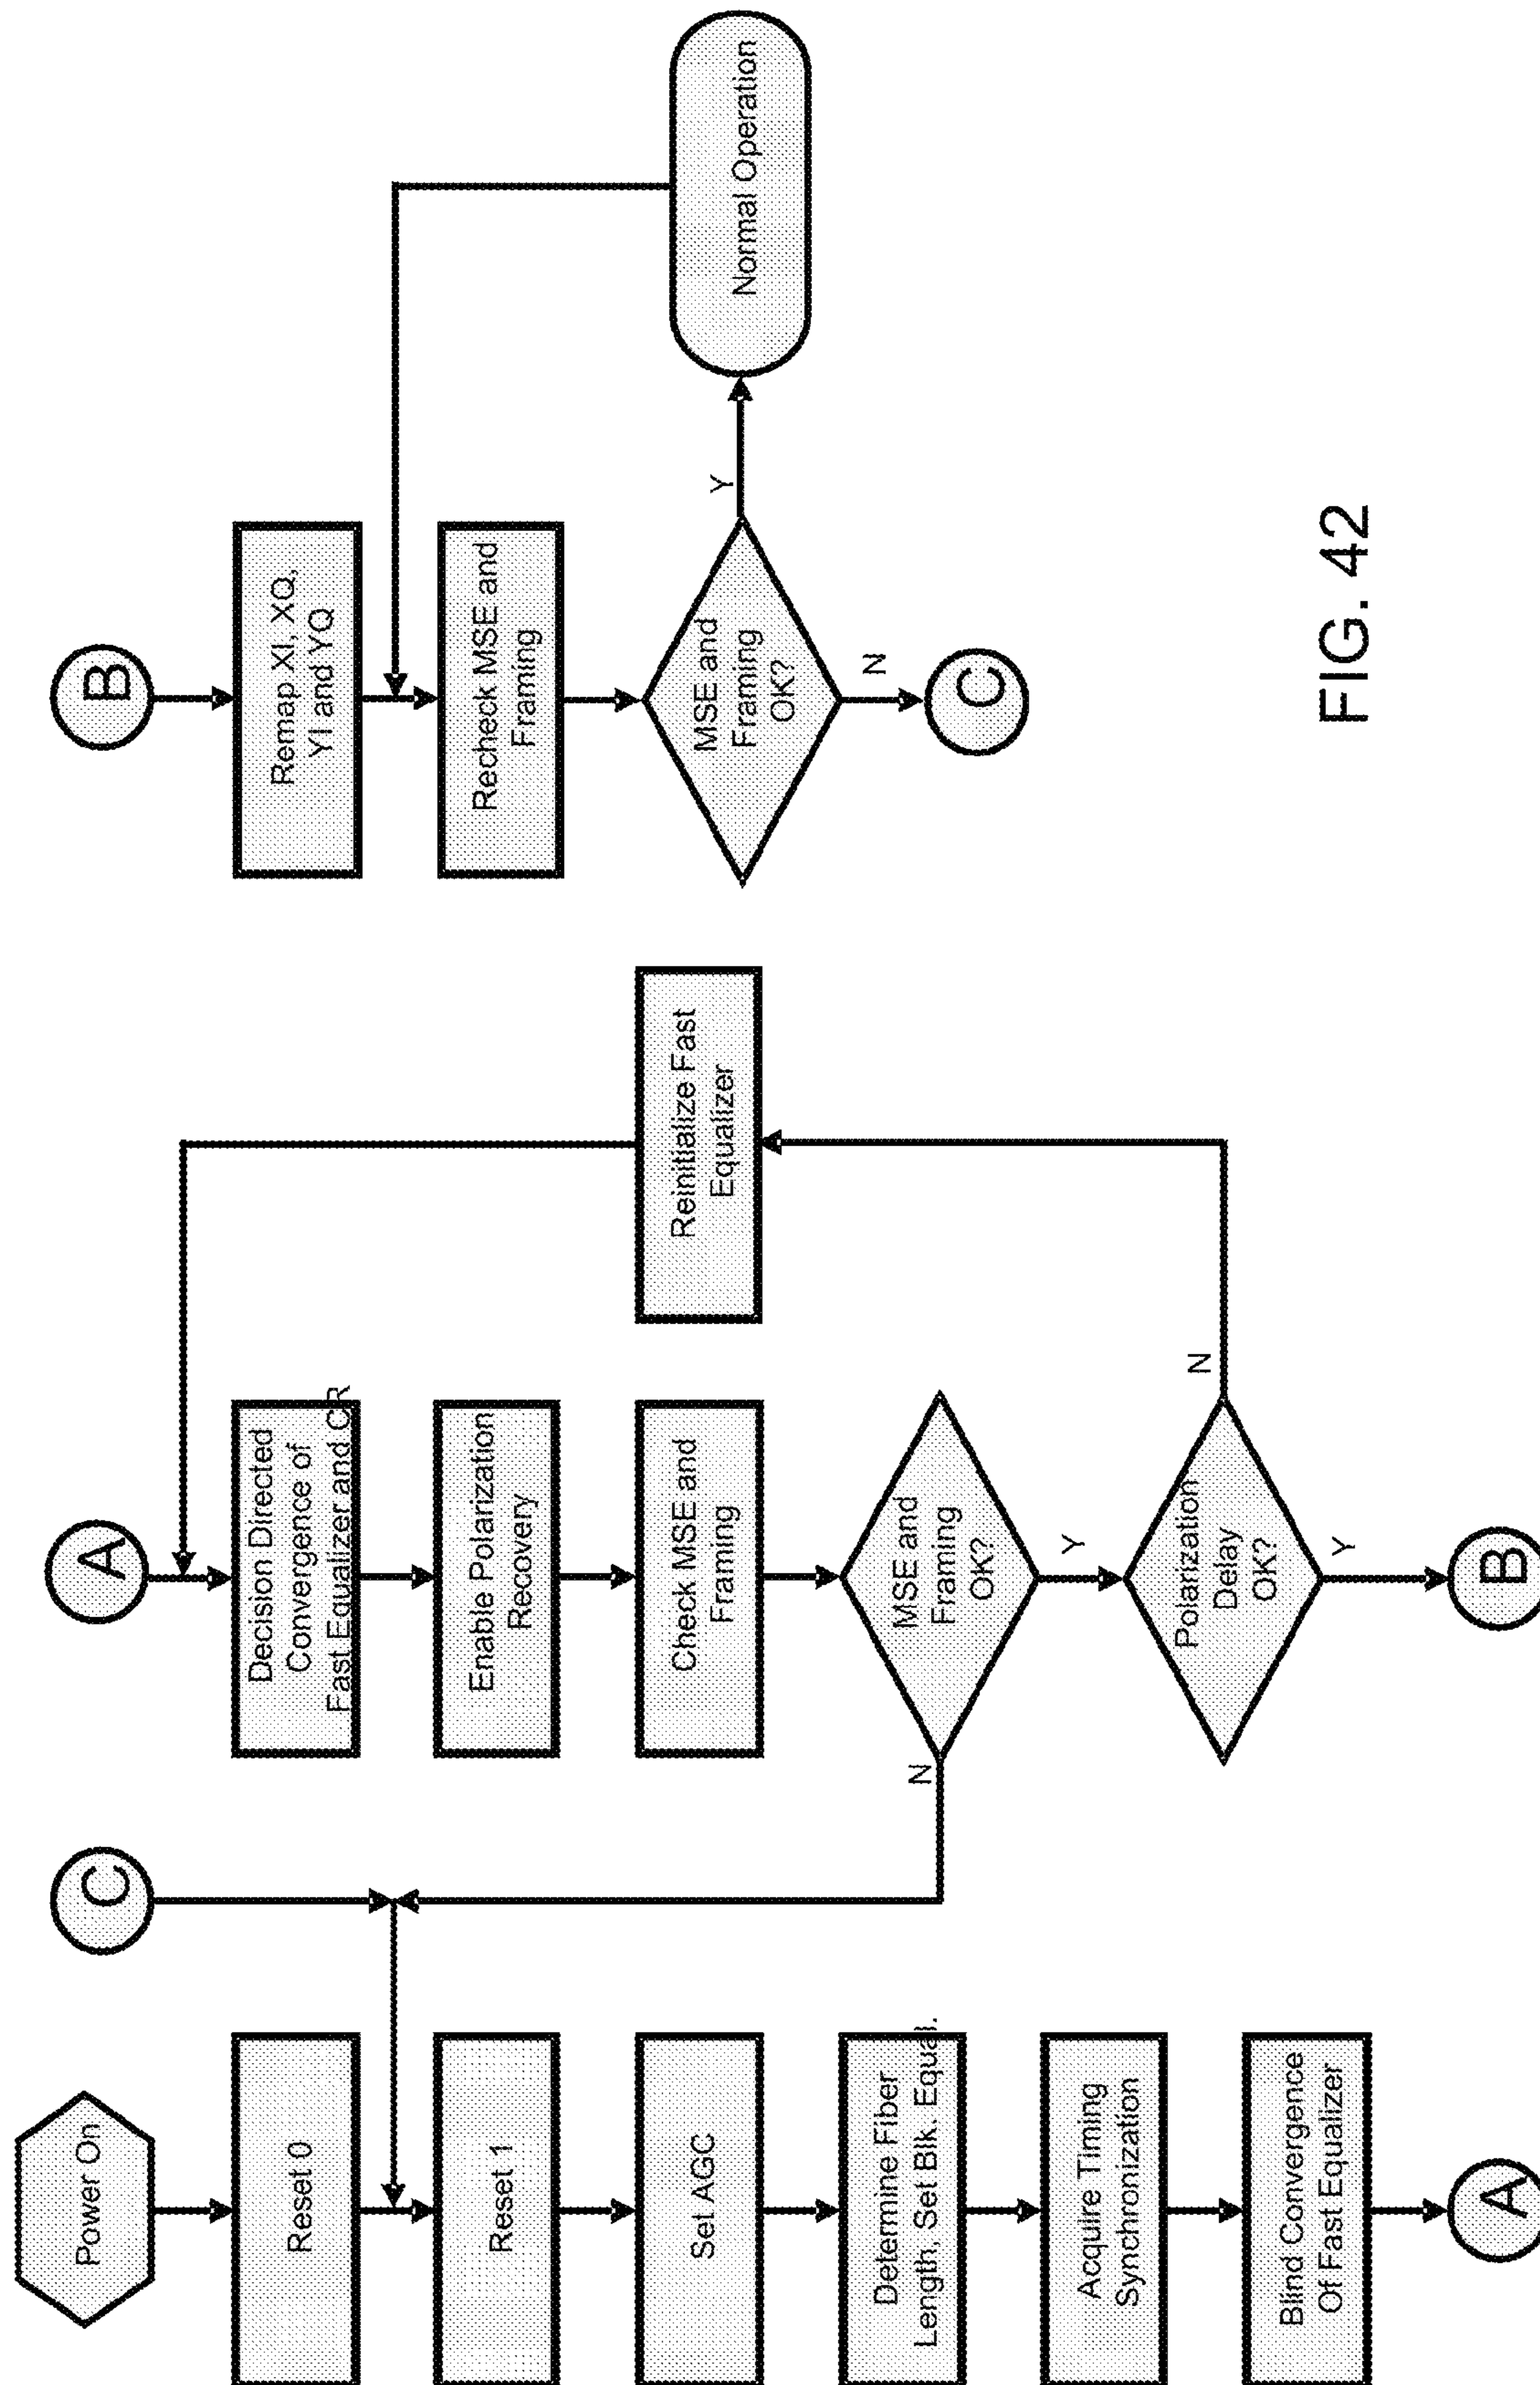 Power On
Reset 0
Reset 1
Set AGC
Determine Fiber
Length, Set Blk. Equal.
Acquire Timing
Synchronization
Blind Convergence
Of Fast Equalizer
A
C
A
Decision Directed
Convergence of
Fast Equalizer and CR
Enable Polarization
Recovery
Check MSE and
Framing
MSE and
Framing
OK?
N
Y
Polarization
Delay
OK?
N
Y
B
Reinitialize Fast
Equalizer
B
Remap XI, XQ,
YI and YQ
Recheck MSE and
Framing
MSE and
Framing
OK?
Y
N
C
Normal Operation
FIG. 42